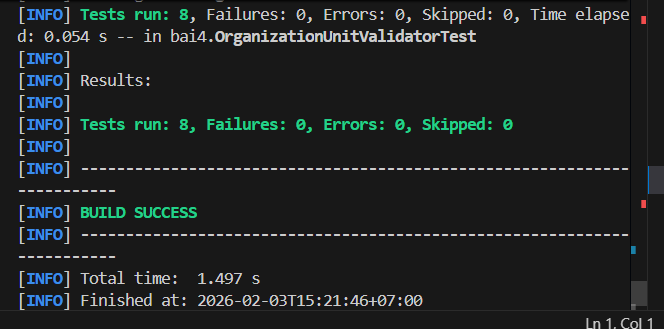 [INFO] Tests run: 8, Failures: 0, Errors: 0, Skipped: 0, Time elapse
d: 0.054 s -- in bai4.OrganizationUnitValidatorTest
[INFO]
[INFO] Results:
[INFO]
[INFO] Tests run: 8, Failures: 0, Errors: 0, Skipped: 0
[INFO]
[INFO] -------------------------------------------------------------
-----------
[INFO] BUILD SUCCESS
[INFO] -------------------------------------------------------------
-----------
[INFO] Total time:  1.497 s
[INFO] Finished at: 2026-02-03T15:21:46+07:00
Ln 1, Col 1